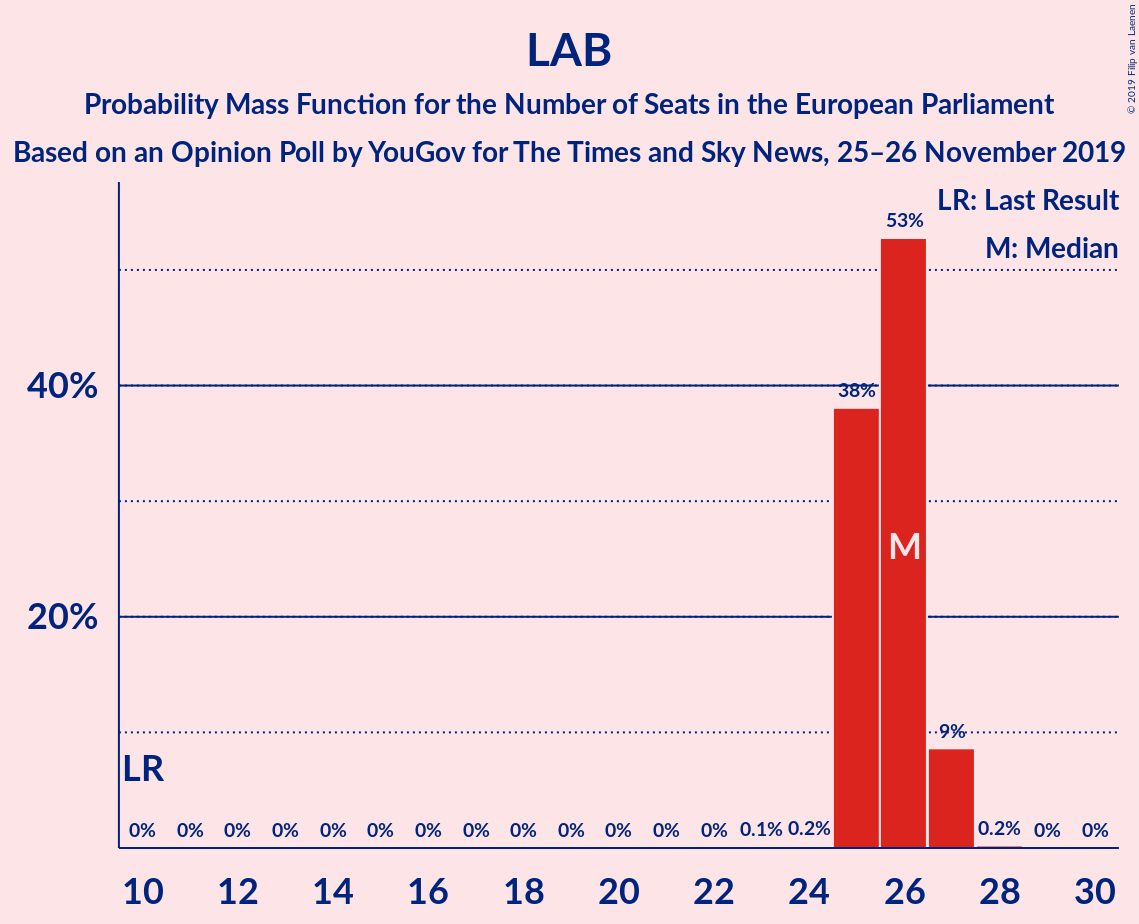 LAB
Probability Mass Function for the Number of Seats in the European Parliament
Based on an Opinion Poll by YouGov for The Times and Sky News, 25–26 November 2019
© 2019 Filip van Laenen
LR: Last Result
M: Median
53%
40%
38%
M
20%
9%
LR
0% 0% 0% 0% 0% 0% 0% 0% 0% 0% 0% 0% 0% 0.1% 0.2% 0.2% 0% 0%
10 12 14 16 18 20 22 24 26 28 30